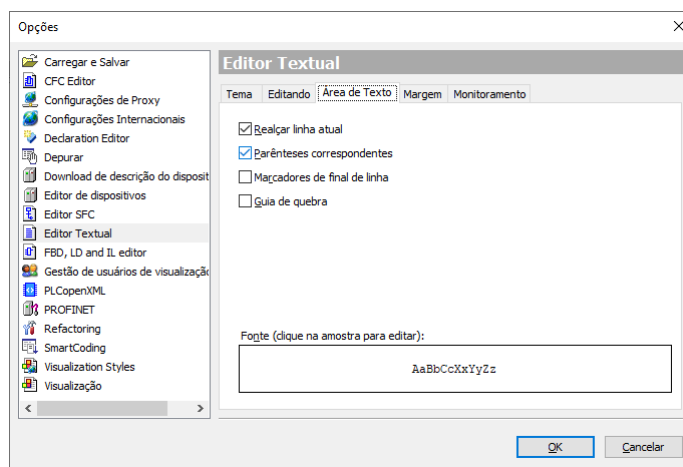 Opções
Carregar e Salvar
CFC Editor
Configurações de Proxy
Configurações Internacionais
Declaration Editor
Depurar
Download de descrição do disposit
Editor de dispositivos
Editor SFC
Editor Textual
FBD, LD and IL editor
Gestão de usuários de visualizaçã
PLCopenXML
PROFINET
Refactoring
SmartCoding
Visualization Styles
Visualização
Editor Textual
Tema Editando Área de Texto Margem Monitoramento
Realçar linha atual
Parênteses correspondentes
Marcadores de final de linha
Guia de quebra
Fonte (clique na amostra para editar):
AaBbCcXxYyZz
OK Cancelar